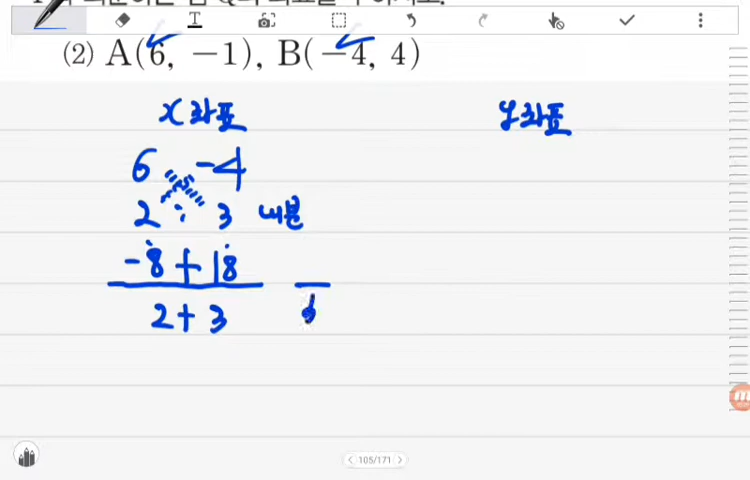 (2) A(6, −1), B(−4, 4)
x좌표
y좌표
6 -4
2 : 3 내분
-8 + 18
2 + 3
105/171